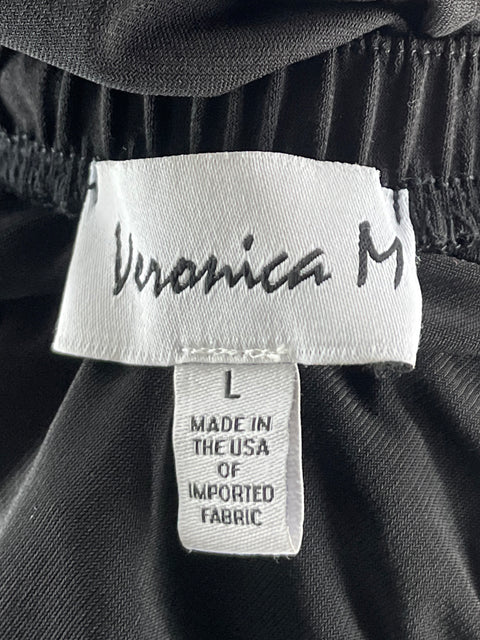 Veronica M
L
MADE IN
THE USA
OF
IMPORTED
FABRIC